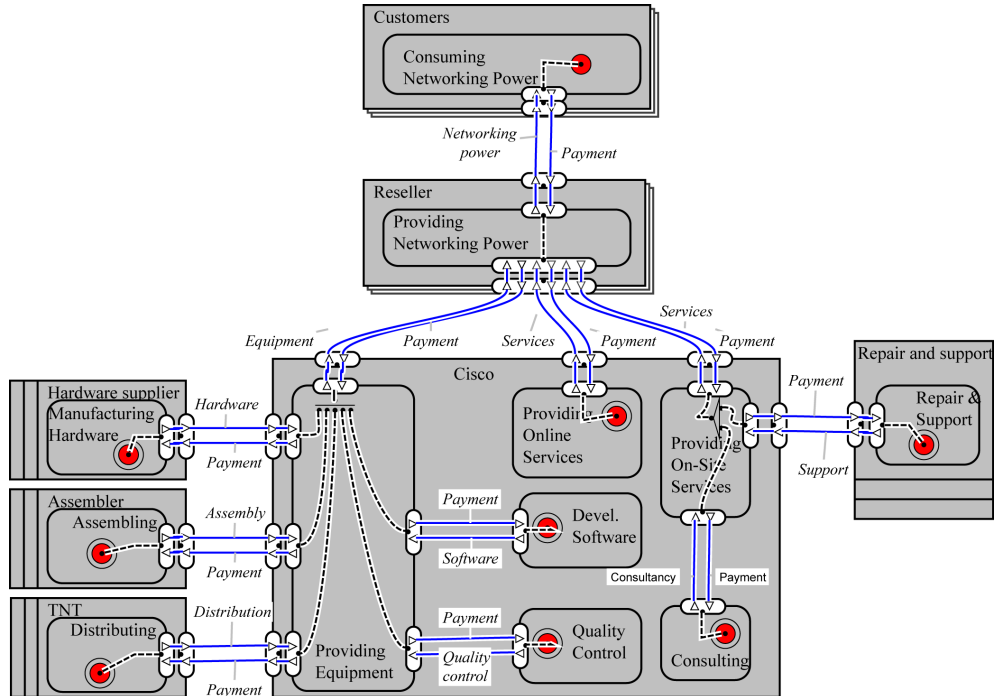 Customers
Consuming
Networking Power
Networking
power
Payment
Reseller
Providing
Networking Power
Equipment
Payment
Services
Payment
Services
Payment
Cisco
Repair and support
Repair &
Support
Payment
Support
Hardware supplier
Manufacturing
Hardware
Hardware
Payment
Providing
Online
Services
Providing
On-Site
Services
Assembler
Assembling
Assembly
Payment
Payment
Software
Devel.
Software
Consultancy
Payment
TNT
Distributing
Distribution
Payment
Providing
Equipment
Payment
Quality
control
Quality
Control
Consulting